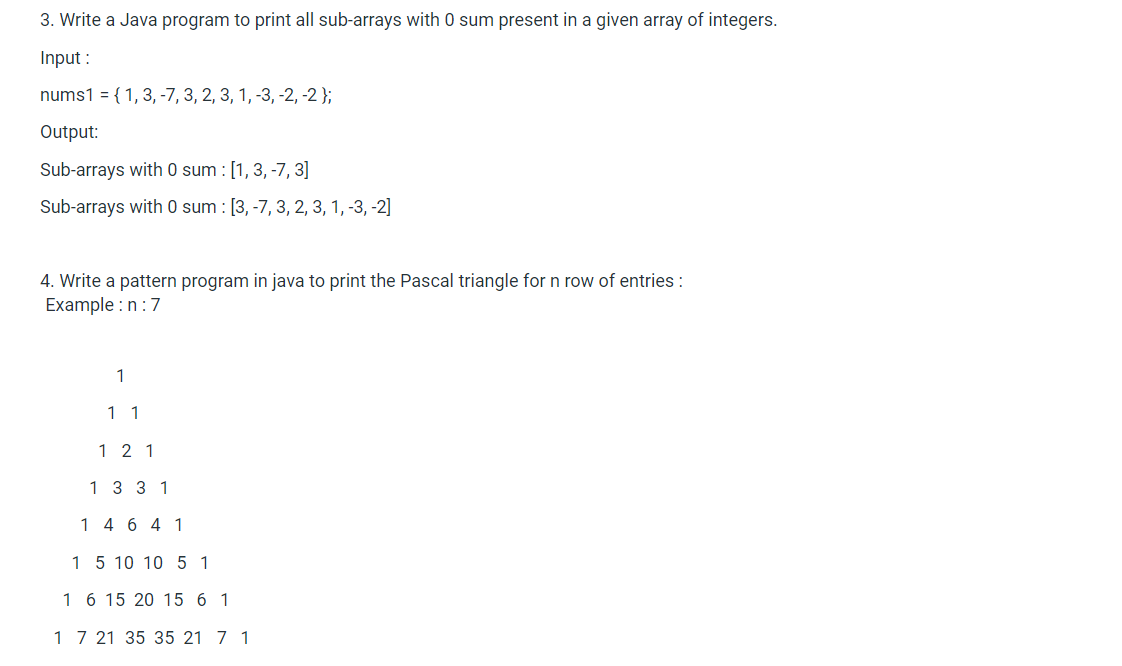 3. Write a Java program to print all sub-arrays with 0 sum present in a given array of integers.
Input :
nums1 = { 1, 3, -7, 3, 2, 3, 1, -3, -2, -2 };
Output:
Sub-arrays with 0 sum : [1, 3, -7, 3]
Sub-arrays with 0 sum : [3, -7, 3, 2, 3, 1, -3, -2]
4. Write a pattern program in java to print the Pascal triangle for n row of entries :
Example : n : 7
1
1 1
1 2 1
1 3 3 1
1 4 6 4 1
1 5 10 10 5 1
1 6 15 20 15 6 1
1 7 21 35 35 21 7 1